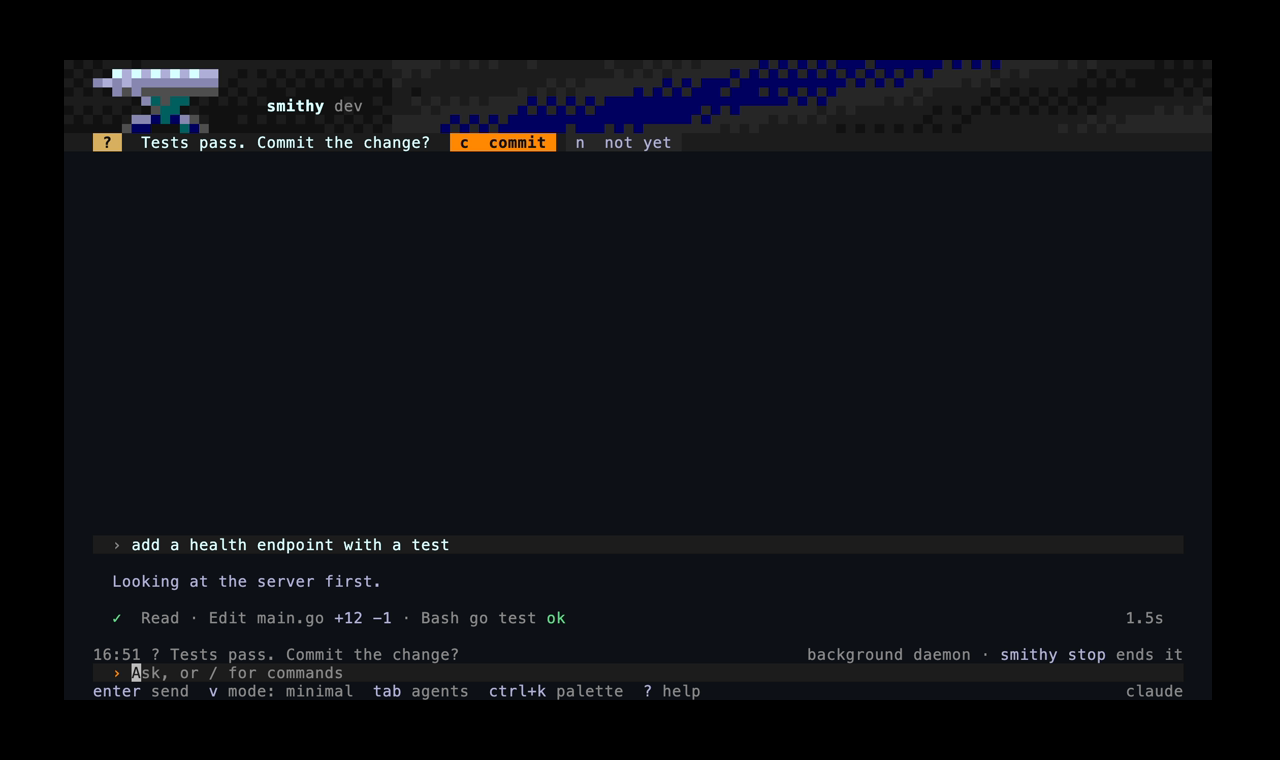 smithy dev
? Tests pass. Commit the change? c commit n not yet
› add a health endpoint with a test
Looking at the server first.
✓ Read · Edit main.go +12 −1 · Bash go test ok 1.5s
16:51 ? Tests pass. Commit the change? background daemon · smithy stop ends it
› Ask, or / for commands
enter send v mode: minimal tab agents ctrl+k palette ? help claude